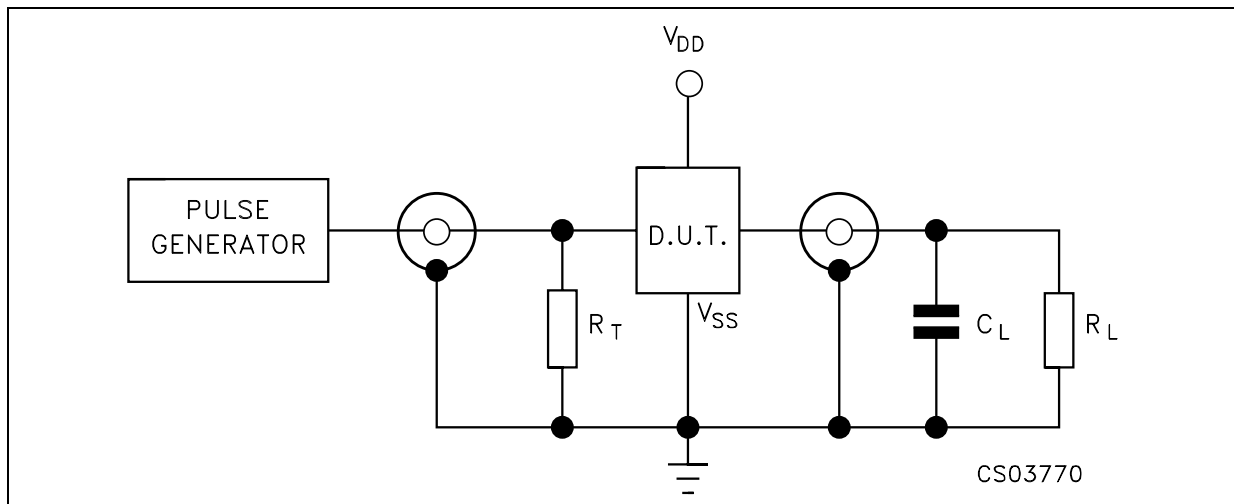 VDD
PULSE
GENERATOR
D.U.T.
VSS
RT
CL
RL
CS03770